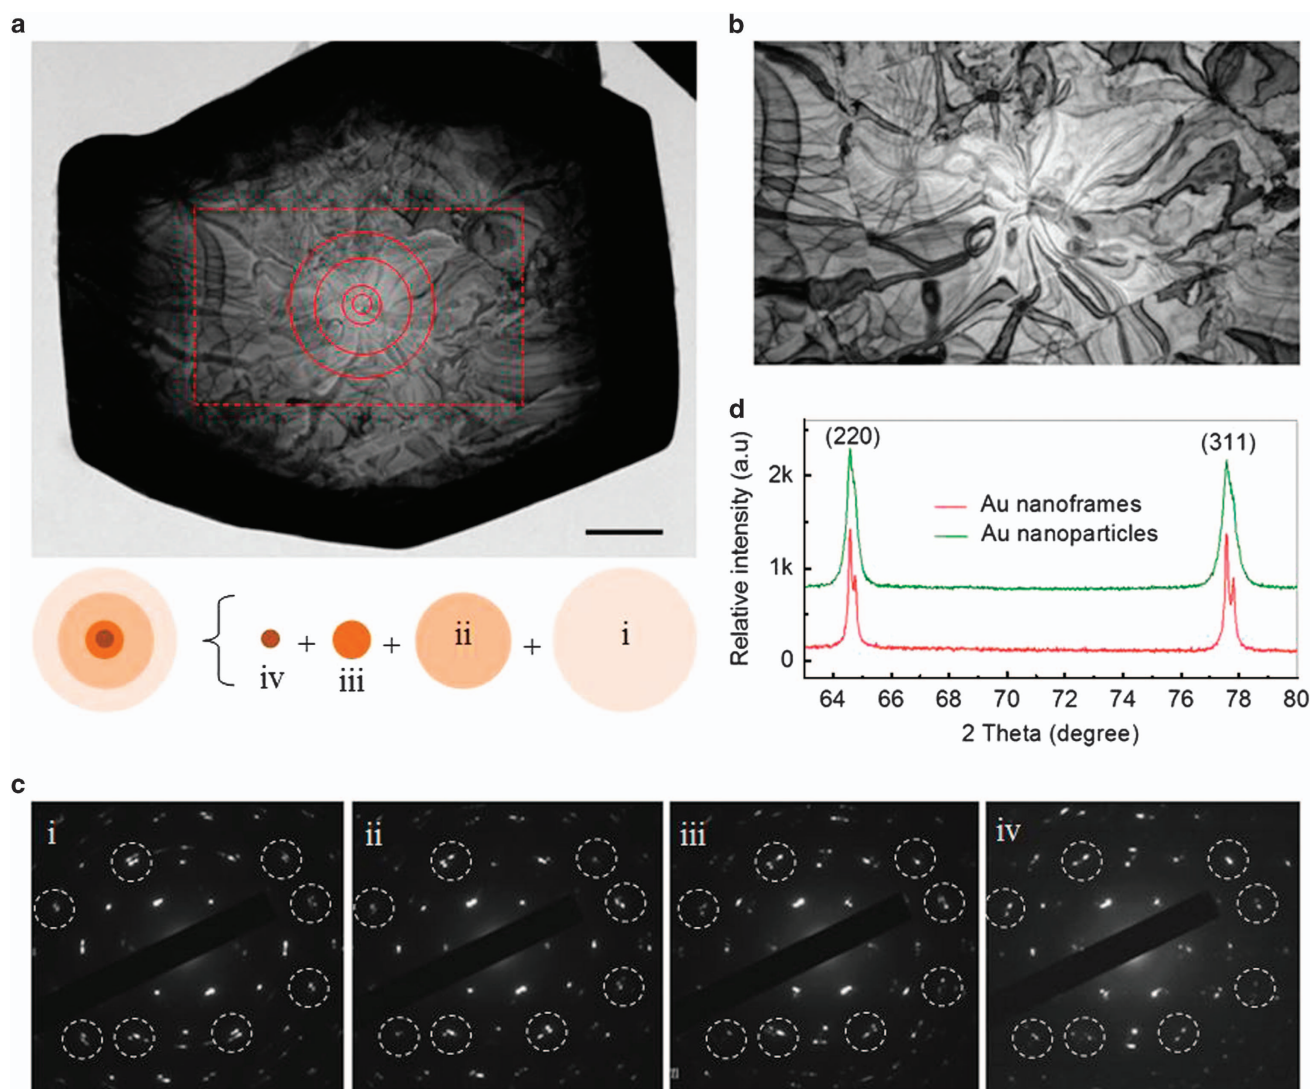 a
b
iv + iii + ii + i
d
(220)
(311)
Relative intensity (a.u)
2k
1k
0
Au nanoframes
Au nanoparticles
64 66 68 70 72 74 76 78 80
2 Theta (degree)
c
i
ii
iii
iv